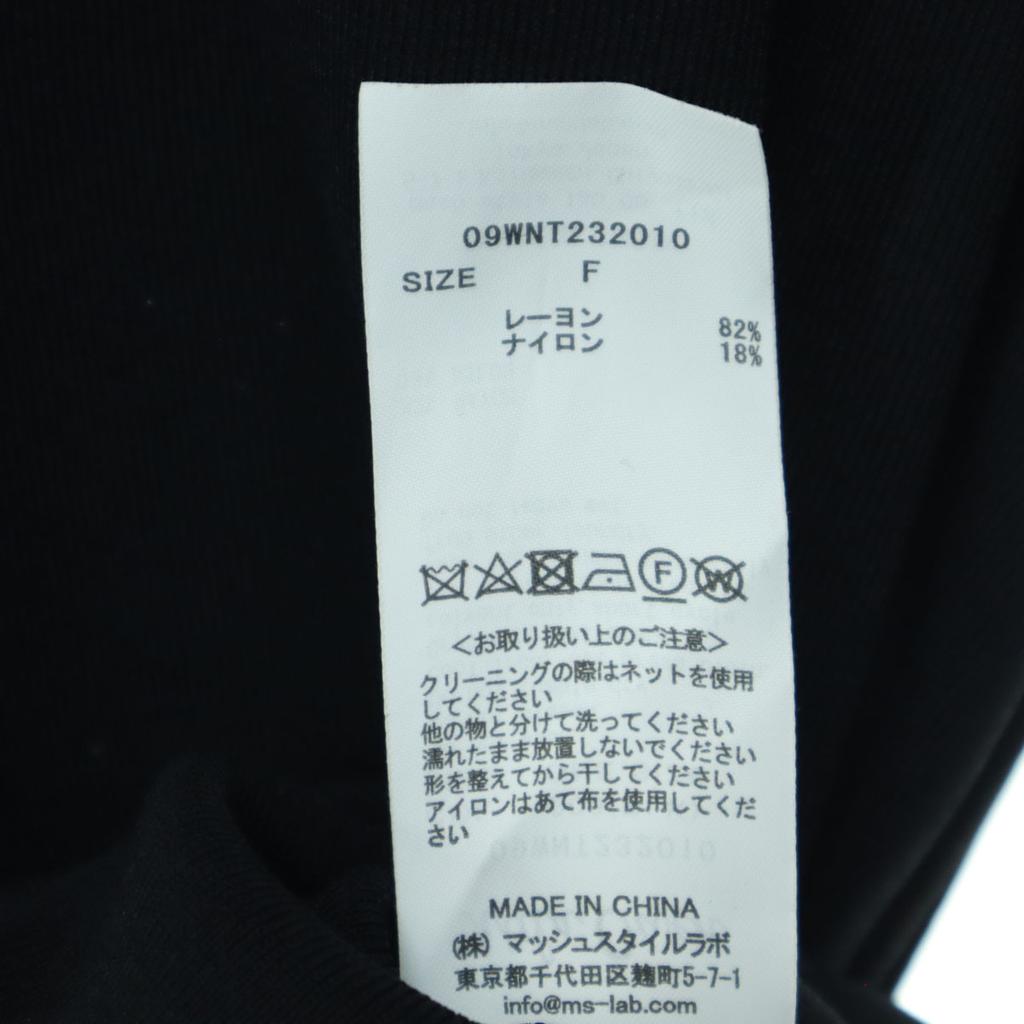 09WNT232010
SIZE F
レーヨン 82%
ナイロン 18%
F W
<お取り扱い上のご注意>
クリーニングの際はネットを使用
してください
他の物と分けて洗ってください
濡れたまま放置しないでください
形を整えてから干してください
アイロンはあて布を使用してくだ
さい
MADE IN CHINA
(株) マッシュスタイルラボ
東京都千代田区麹町5-7-1
info@ms-lab.com